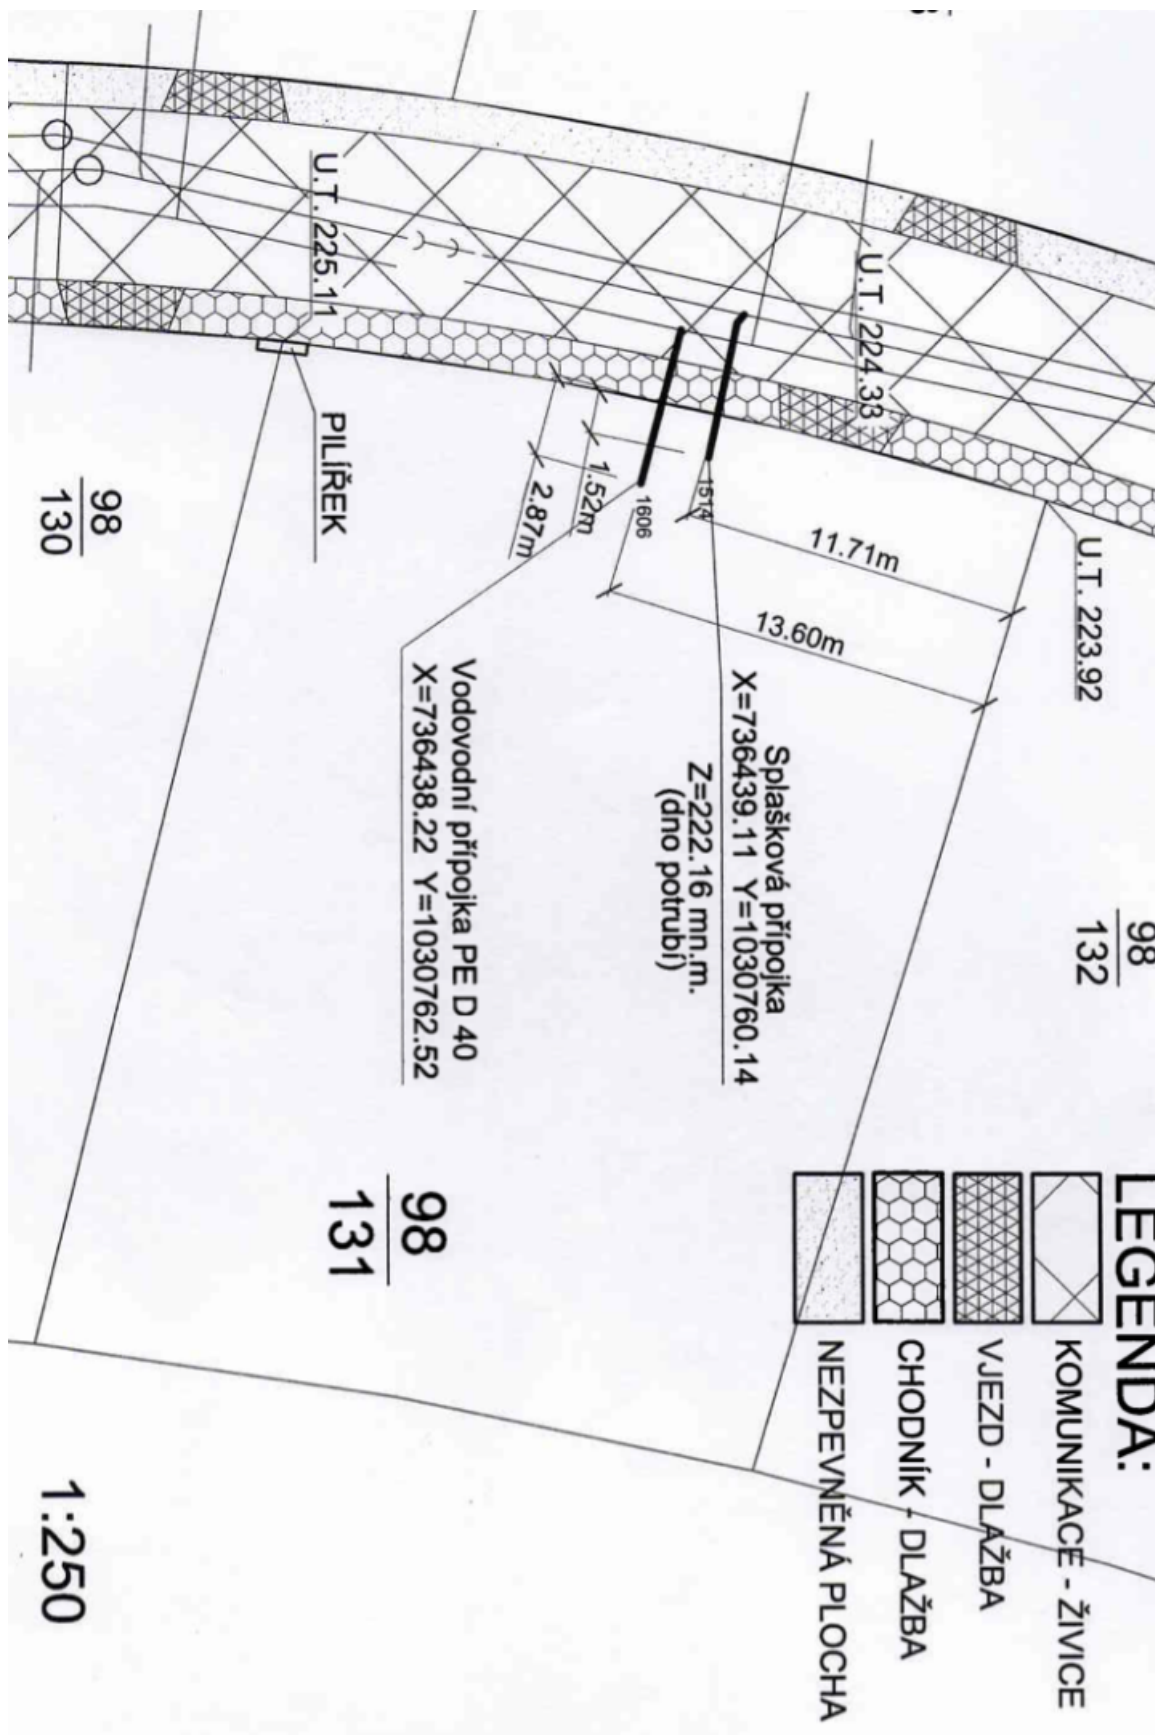 U.T. 225.11
U.T. 224.33
U.T. 223.92
PILÍŘEK
98
130
98
131
98
132
1.52m
2.87m
1606
1514
11.71m
13.60m
Splašková přípojka
X=736439.11 Y=1030760.14
Z=222.16 mn.m.
(dno potrubí)
Vodovodní přípojka PE D 40
X=736438.22 Y=1030762.52
LEGENDA:
KOMUNIKACE - ŽIVICE
VJEZD - DLAŽBA
CHODNÍK - DLAŽBA
NEZPEVNĚNÁ PLOCHA
1:250